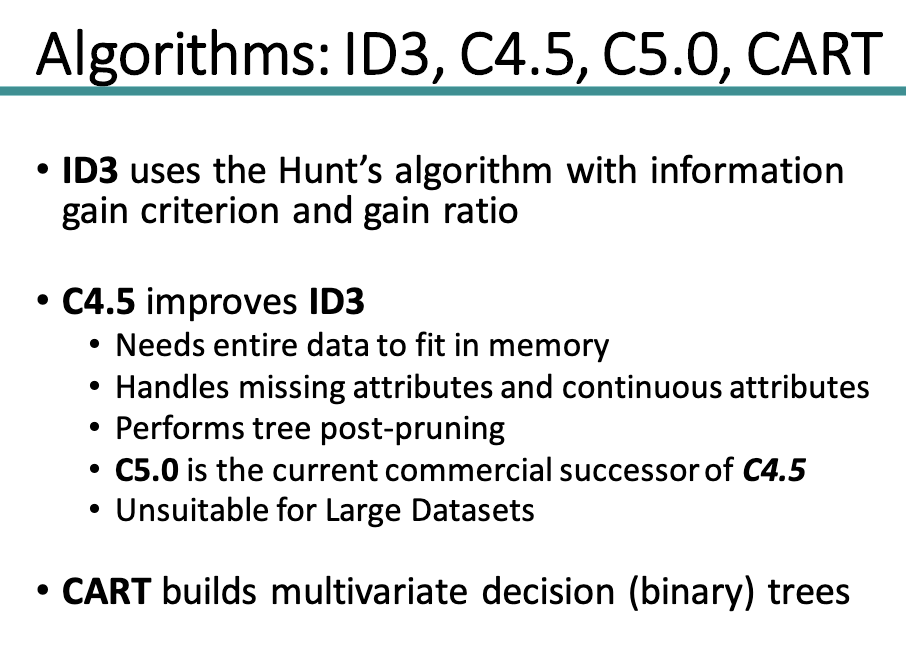 Algorithms: ID3, C4.5, C5.0, CART
• ID3 uses the Hunt’s algorithm with information
gain criterion and gain ratio
• C4.5 improves ID3
• Needs entire data to fit in memory
• Handles missing attributes and continuous attributes
• Performs tree post-pruning
• C5.0 is the current commercial successor of C4.5
• Unsuitable for Large Datasets
• CART builds multivariate decision (binary) trees